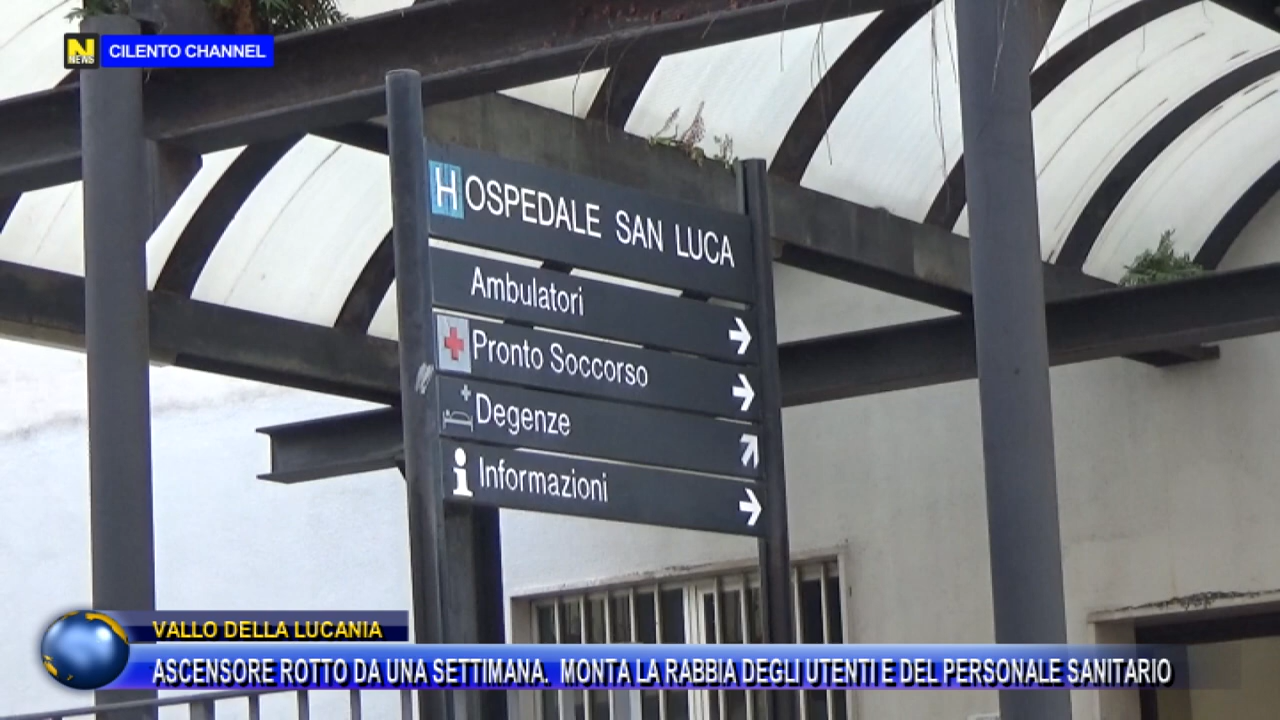 N NEWS CILENTO CHANNEL
HOSPEDALE SAN LUCA
Ambulatori
Pronto Soccorso
Degenze
i Informazioni
VALLO DELLA LUCANIA
ASCENSORE ROTTO DA UNA SETTIMANA. MONTA LA RABBIA DEGLI UTENTI E DEL PERSONALE SANITARIO